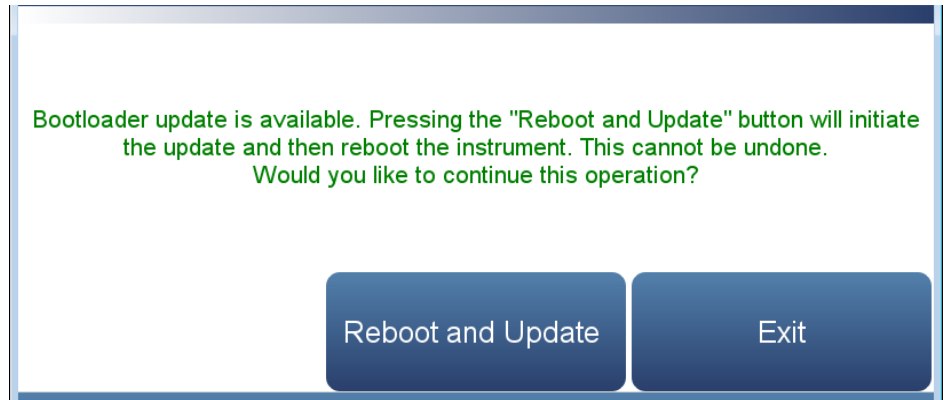 Bootloader update is available. Pressing the "Reboot and Update" button will initiate
the update and then reboot the instrument. This cannot be undone.
Would you like to continue this operation?
Reboot and Update
Exit